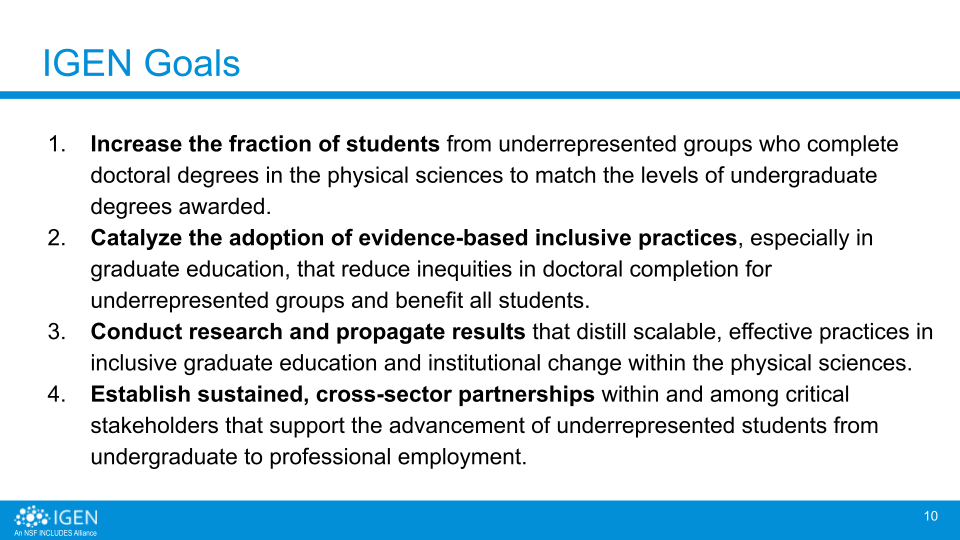 IGEN Goals
1. Increase the fraction of students from underrepresented groups who complete
doctoral degrees in the physical sciences to match the levels of undergraduate
degrees awarded.
2. Catalyze the adoption of evidence-based inclusive practices, especially in
graduate education, that reduce inequities in doctoral completion for
underrepresented groups and benefit all students.
3. Conduct research and propagate results that distill scalable, effective practices in
inclusive graduate education and institutional change within the physical sciences.
4. Establish sustained, cross-sector partnerships within and among critical
stakeholders that support the advancement of underrepresented students from
undergraduate to professional employment.
IGEN
An NSF INCLUDES Alliance
10